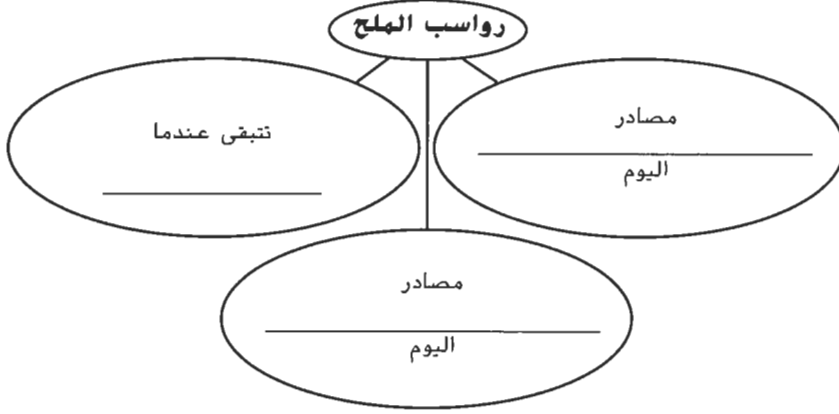 رواسب الملح
مصادر
اليوم
تتبقى عندما
مصادر
اليوم